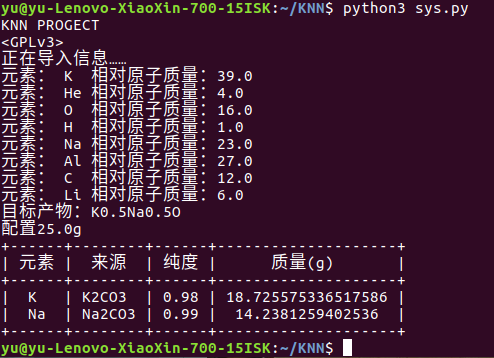 yu@yu-Lenovo-XiaoXin-700-15ISK:~/KNN$ python3 sys.py
KNN PROGECT
<GPLv3>
正在导入信息……
元素： K 相对原子质量：39.0
元素： He 相对原子质量：4.0
元素： O 相对原子质量：16.0
元素： H 相对原子质量：1.0
元素： Na 相对原子质量：23.0
元素： Al 相对原子质量：27.0
元素： C 相对原子质量：12.0
元素： Li 相对原子质量：6.0
目标产物：K0.5Na0.5O
配置25.0g
+------+--------+------+--------------------+
| 元素 | 来源 | 纯度 | 质量(g) |
+------+--------+------+--------------------+
| K | K2CO3 | 0.98 | 18.725575336517586 |
| Na | Na2CO3 | 0.99 | 14.2381259402536 |
+------+--------+------+--------------------+
yu@yu-Lenovo-XiaoXin-700-15ISK:~/KNN$